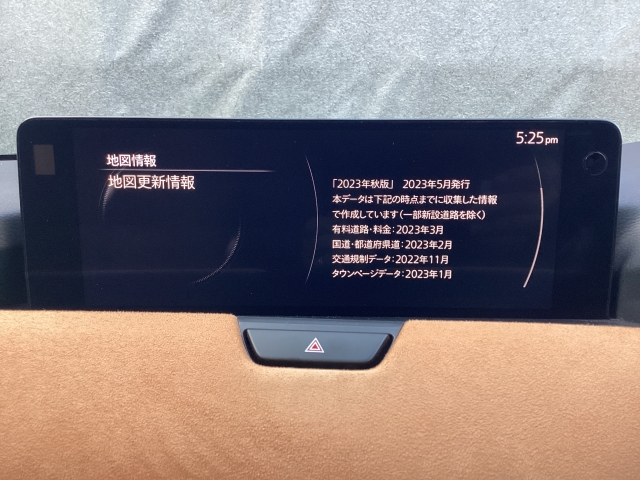 5:25pm
地図情報
地図更新情報
「2023年秋版」 2023年5月発行
本データは下記の時点までに収集した情報
で作成しています(一部新設道路を除く)
有料道路・料金:2023年3月
国道・都道府県道:2023年2月
交通規制データ:2022年11月
タウンページデータ:2023年1月